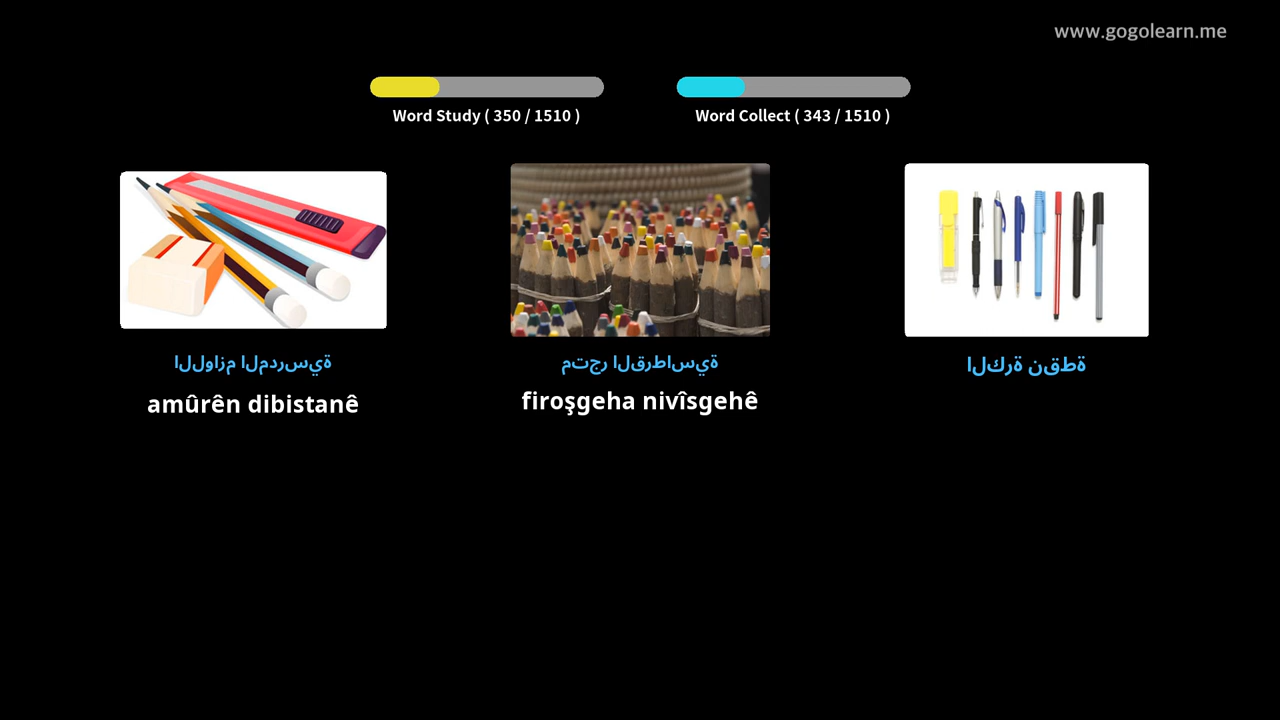 www.gogolearn.me
Word Study ( 350 / 1510 )
Word Collect ( 343 / 1510 )
اللوازم المدرسية
amûrên dibistanê
متجر القرطاسية
firoşgeha nivîsgehê
الكرة نقطة